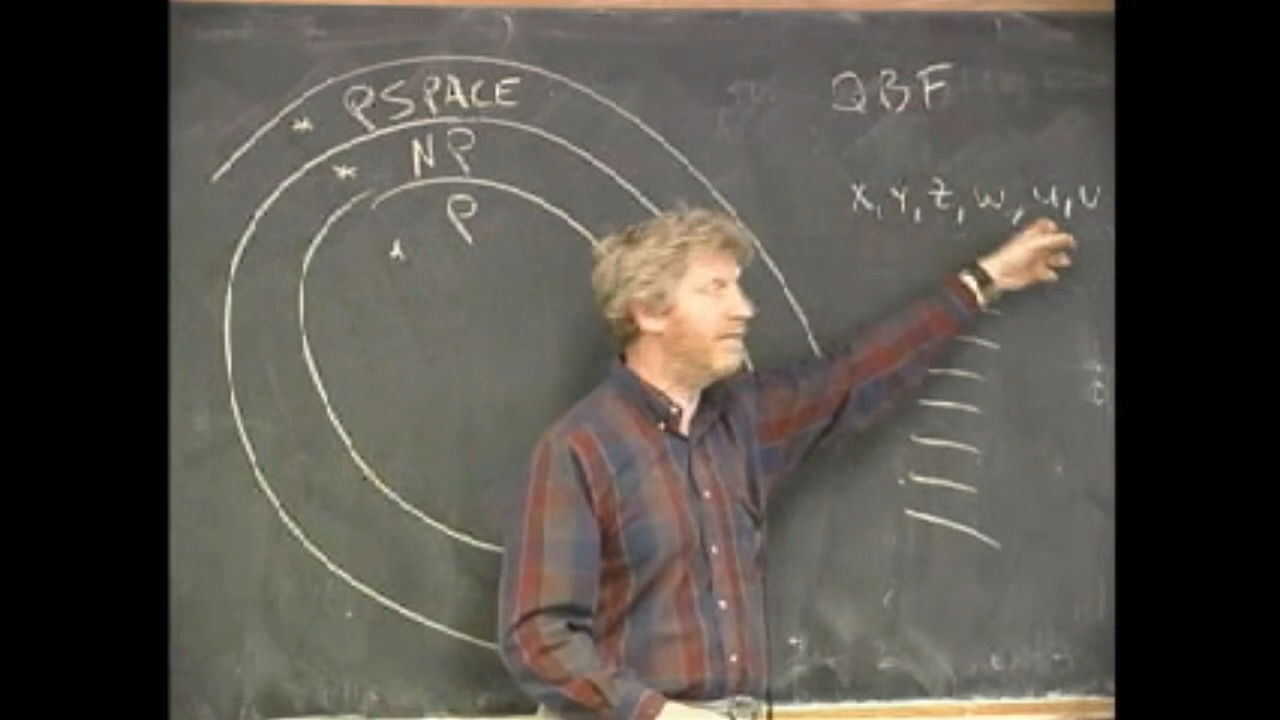 PSPACE
NP
P
QBF
X, Y, Z, W, U, V